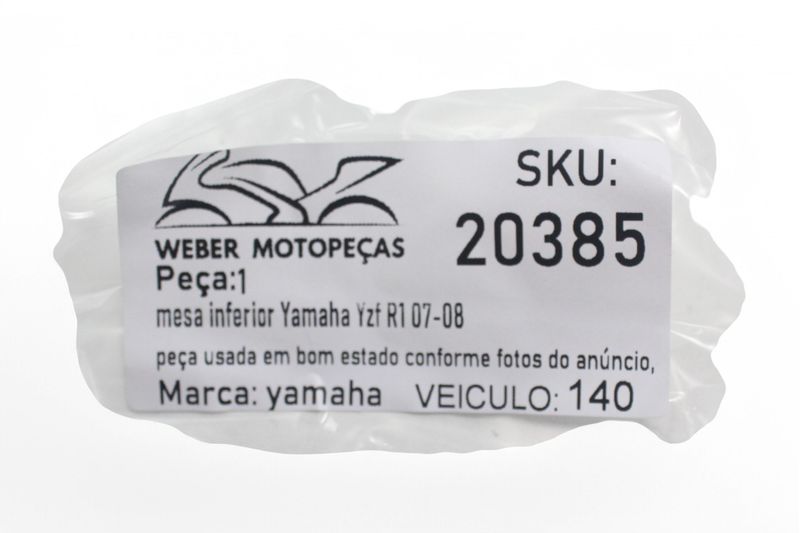 SKU:
20385
WEBER MOTOPEÇAS
Peça:1
mesa inferior Yamaha Yzf R1 07-08
peça usada em bom estado conforme fotos do anúncio,
Marca: yamaha VEICULO: 140